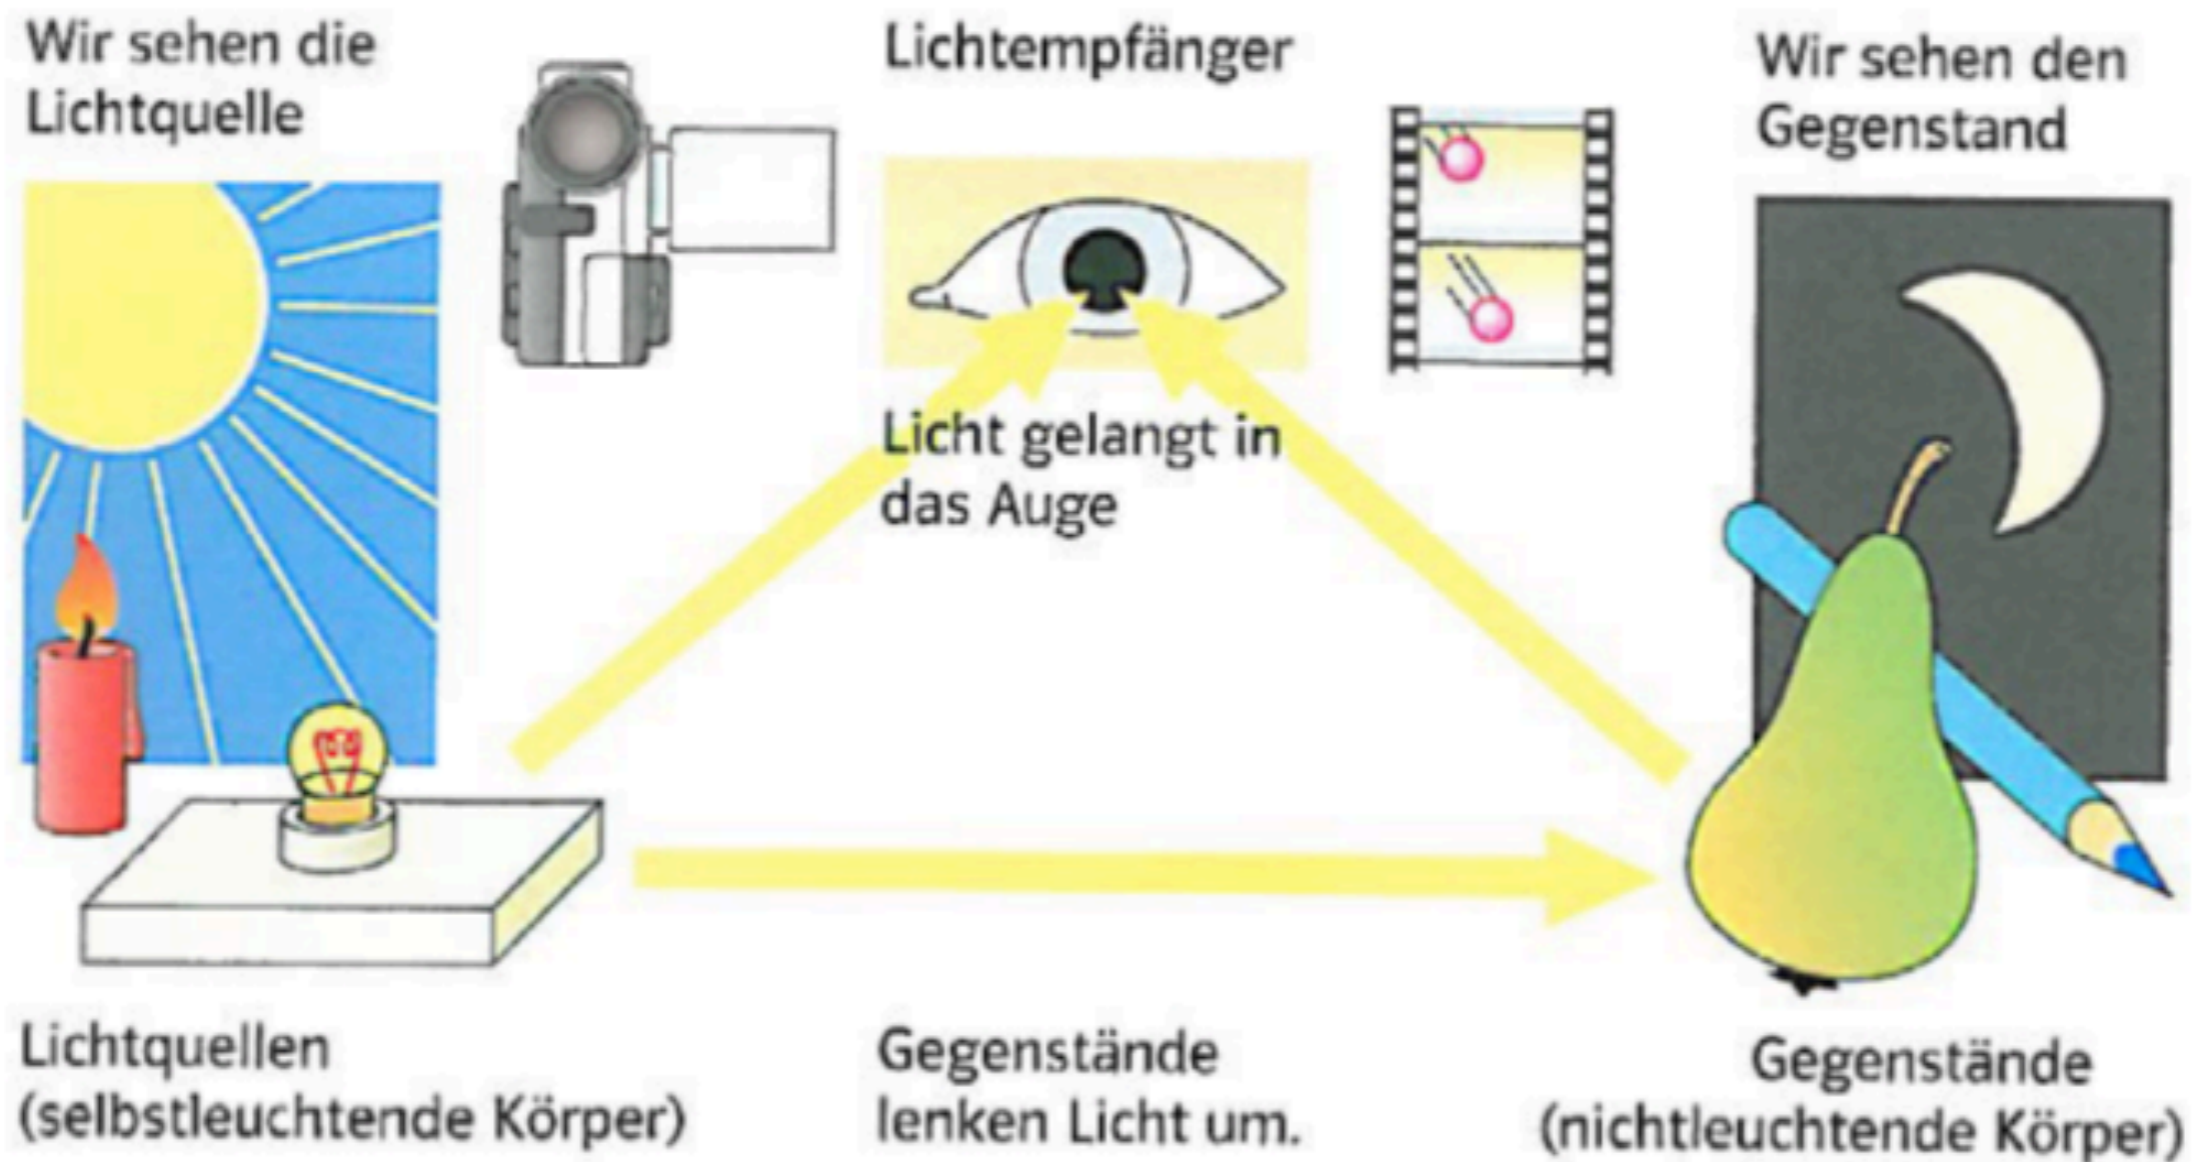 Wir sehen die
Lichtquelle
Lichtempfänger
Wir sehen den
Gegenstand
Licht gelangt in
das Auge
Lichtquellen
(selbstleuchtende Körper)
Gegenstände
lenken Licht um.
Gegenstände
(nichtleuchtende Körper)